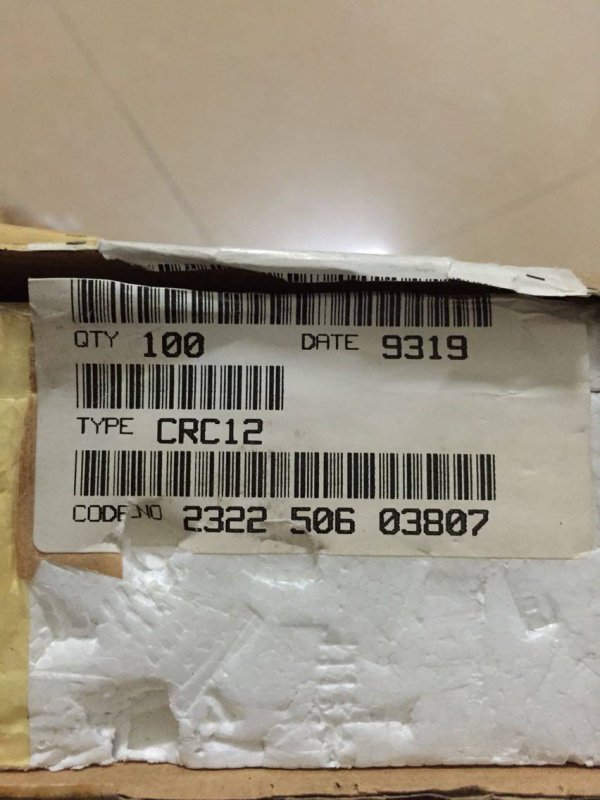 QTY 100 DATE 9319
TYPE CRC12
CODE NO 2322 506 03807